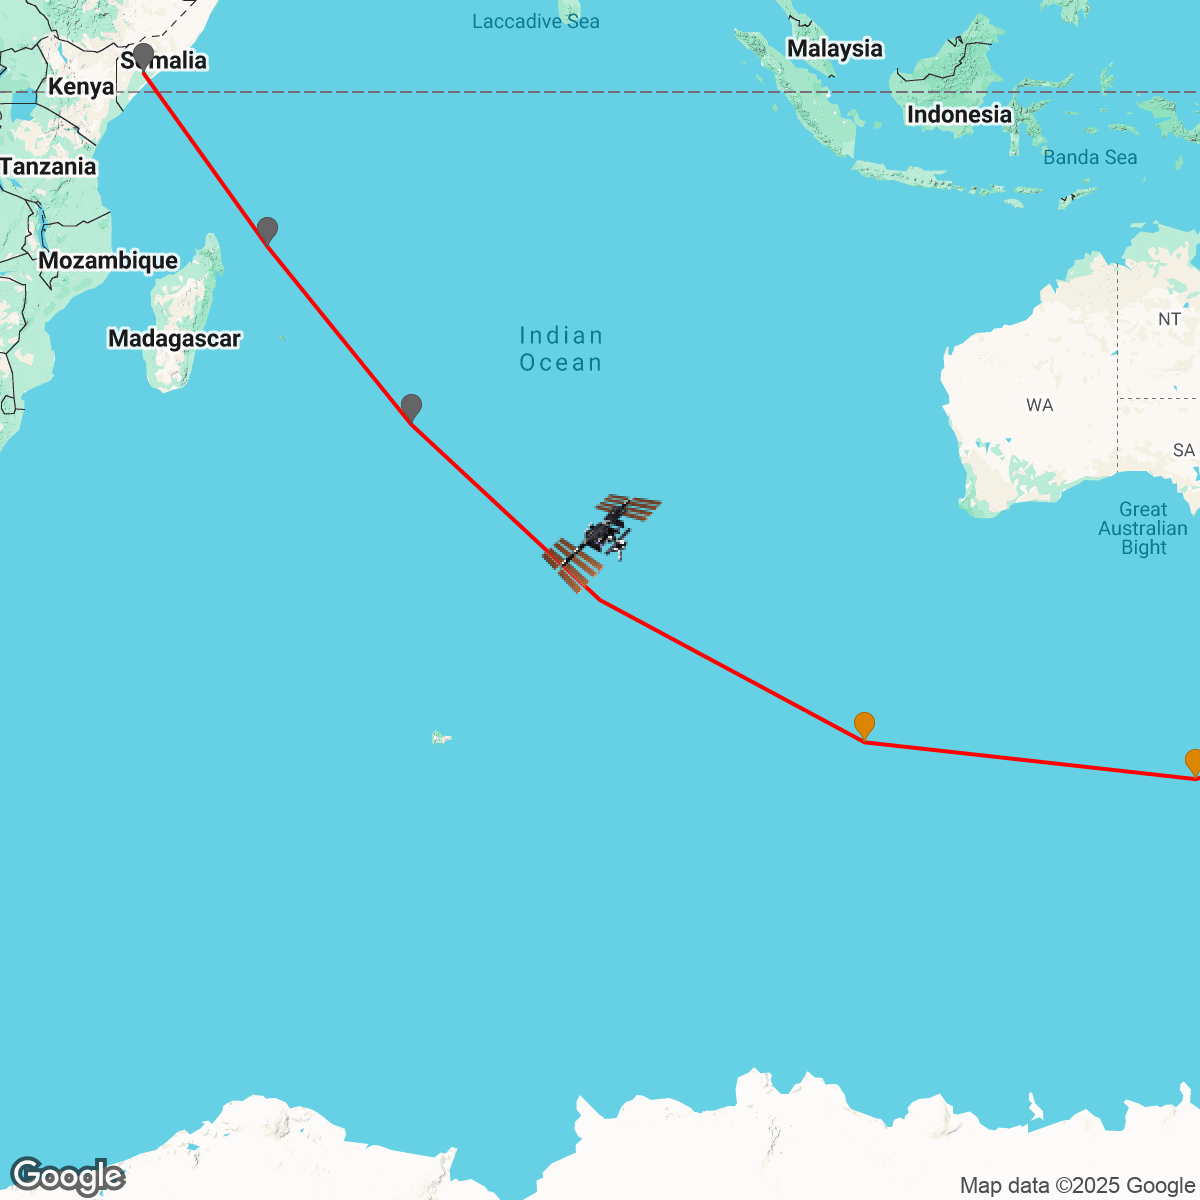 Laccadive Sea
Malaysia
Somalia
Kenya
Indonesia
Banda Sea
Tanzania
Mozambique
Madagascar
Indian
Ocean
NT
WA
SA
Great
Australian
Bight
Google
Map data ©2025 Google